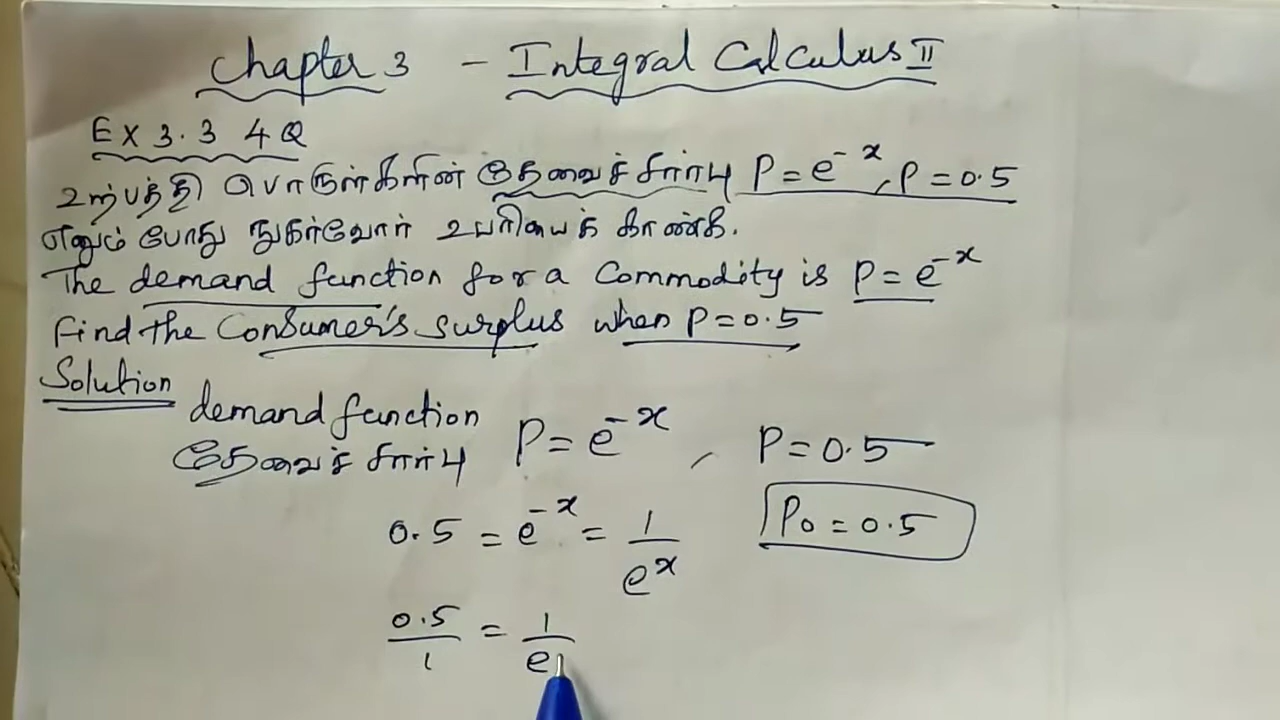 Chapter 3 - Integral Calculus II
Ex 3.3 4Q
உற்பத்தி பொருள்களின் தேவைச் சார்பு P = e⁻ˣ, P = 0.5
எனும் போது நுகர்வோர் உபரியைக் காண்க.
The demand function for a Commodity is P = e⁻ˣ
Find the Consumer's surplus when P = 0.5
Solution
demand function
தேவைச் சார்பு P = e⁻ˣ, P = 0.5
P₀ = 0.5
0.5 = e⁻ˣ = 1/eˣ
0.5/1 = 1/e